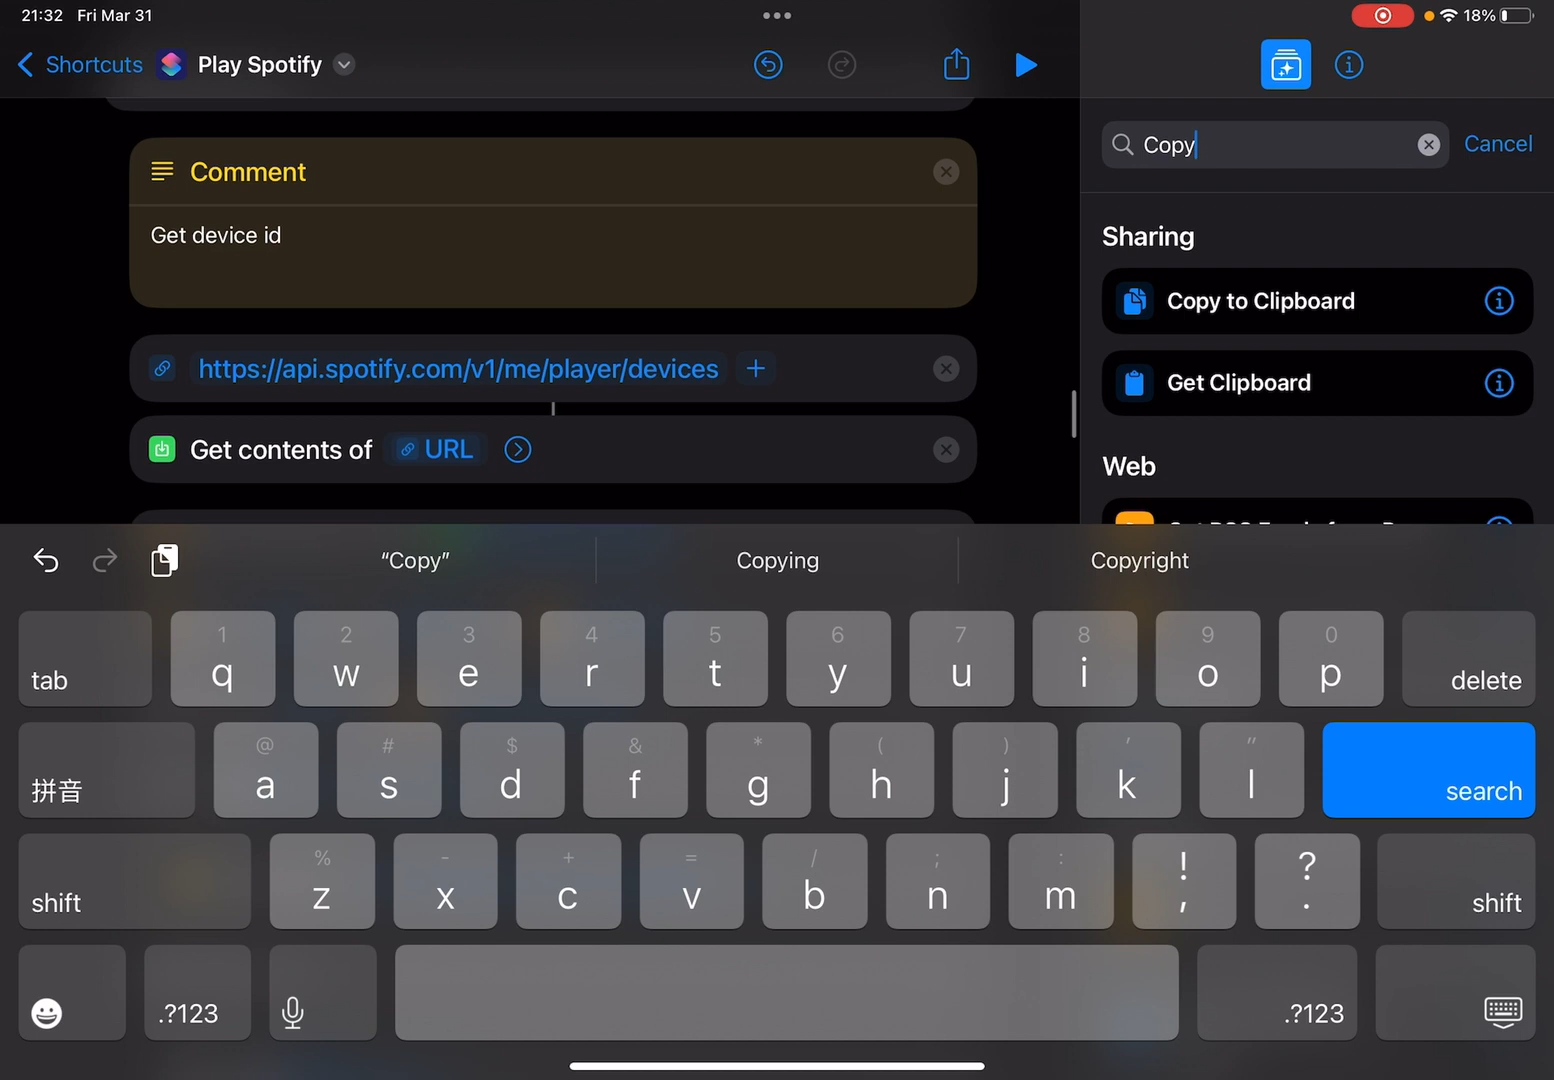 21:32 Fri Mar 31
18%
Shortcuts
Play Spotify
Copy
Cancel
Comment
Get device id
https://api.spotify.com/v1/me/player/devices
Get contents of URL
Sharing
Copy to Clipboard
Get Clipboard
Web
“Copy”
Copying
Copyright
1 2 3 4 5 6 7 8 9 0
tab q w e r t y u i o p delete
@ # $ & * ( ) ' "
拼音 a s d f g h j k l search
% - + = / ; : ! ?
shift z x c v b n m , . shift
.?123 .?123